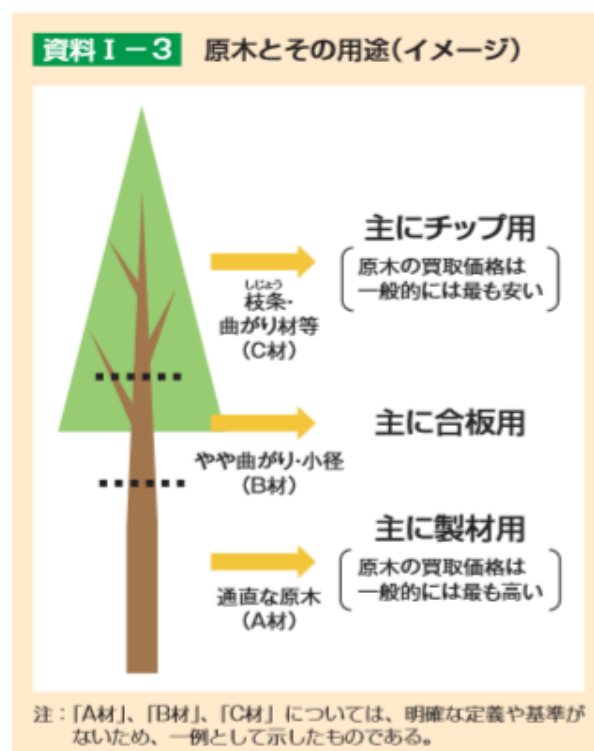 資料Ⅰ－3 原木とその用途(イメージ)
主にチップ用
原木の買取価格は
一般的には最も安い
しじょう
枝条・
曲がり材等
(C材)
主に合板用
やや曲がり・小径
(B材)
主に製材用
原木の買取価格は
一般的には最も高い
通直な原木
(A材)
注：「A材」、「B材」、「C材」については、明確な定義や基準が
ないため、一例として示したものである。